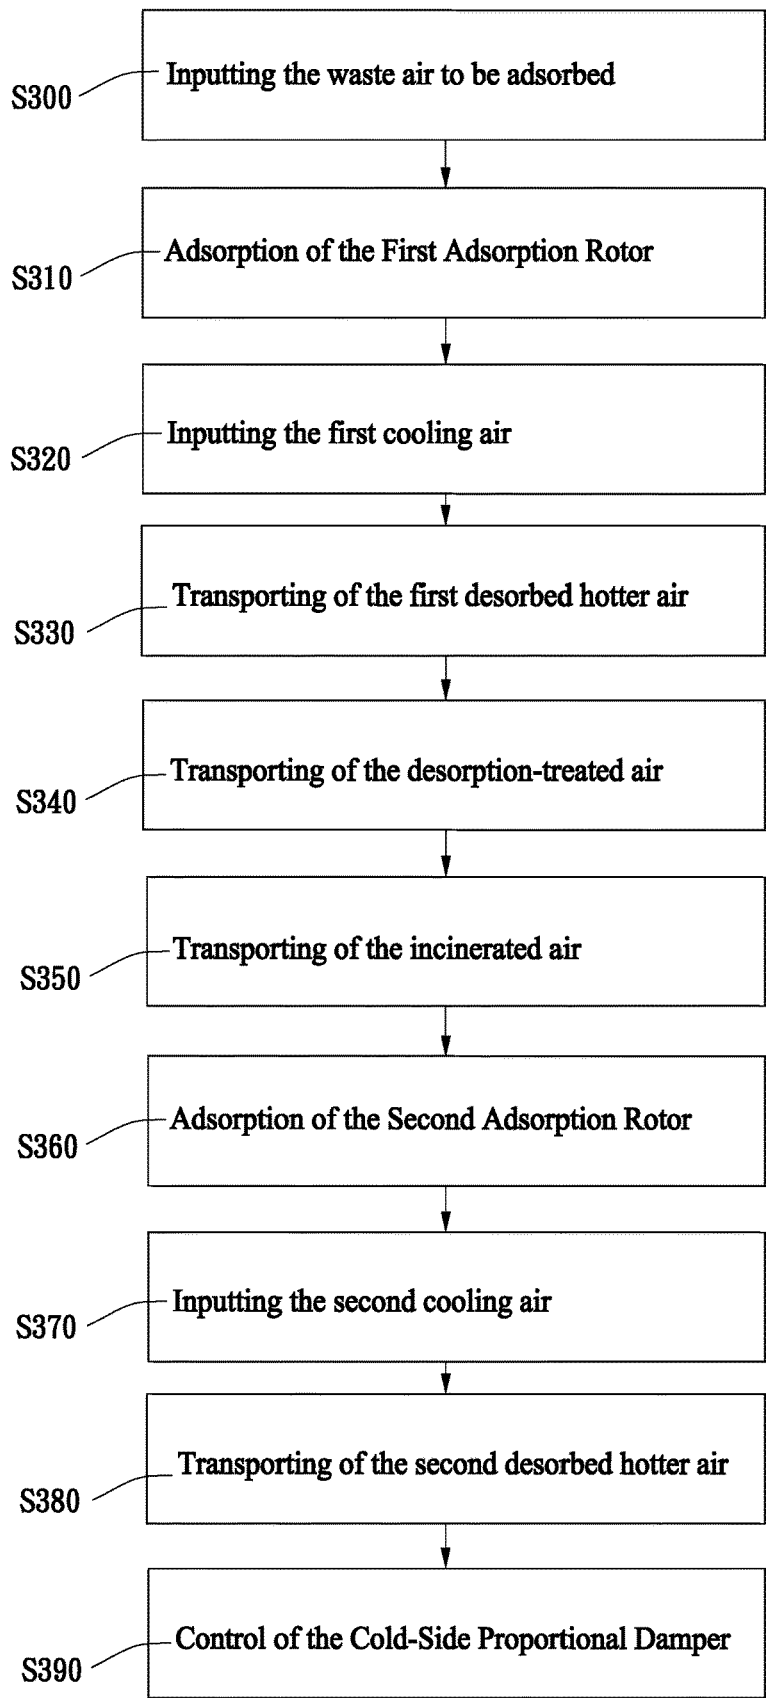 Inputting the waste air to be adsorbed
S300
Adsorption of the First Adsorption Rotor
S310
Inputting the first cooling air
S320
Transporting of the first desorbed hotter air
S330
Transporting of the desorption-treated air
S340
Transporting of the incinerated air
S350
Adsorption of the Second Adsorption Rotor
S360
Inputting the second cooling air
S370
Transporting of the second desorbed hotter air
S380
Control of the Cold-Side Proportional Damper
S390